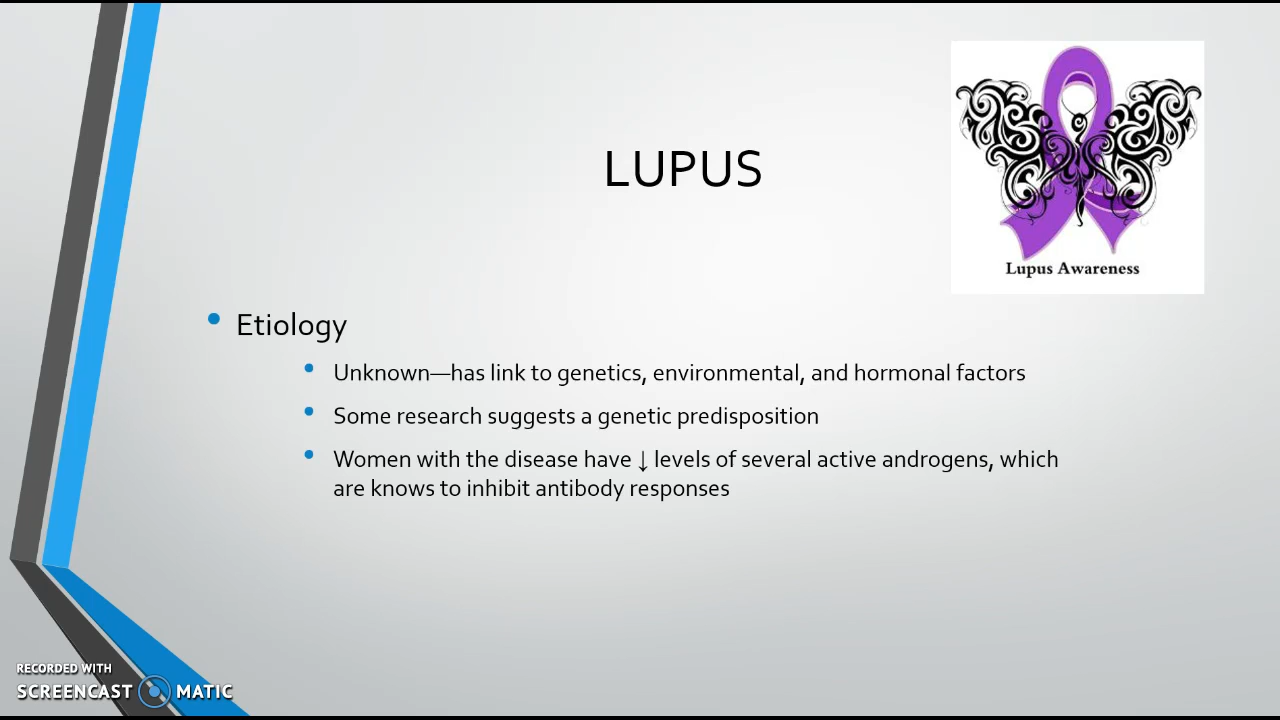 Lupus Awareness
LUPUS
Etiology
Unknown—has link to genetics, environmental, and hormonal factors
Some research suggests a genetic predisposition
Women with the disease have ↓ levels of several active androgens, which
are knows to inhibit antibody responses
RECORDED WITH
SCREENCAST MATIC